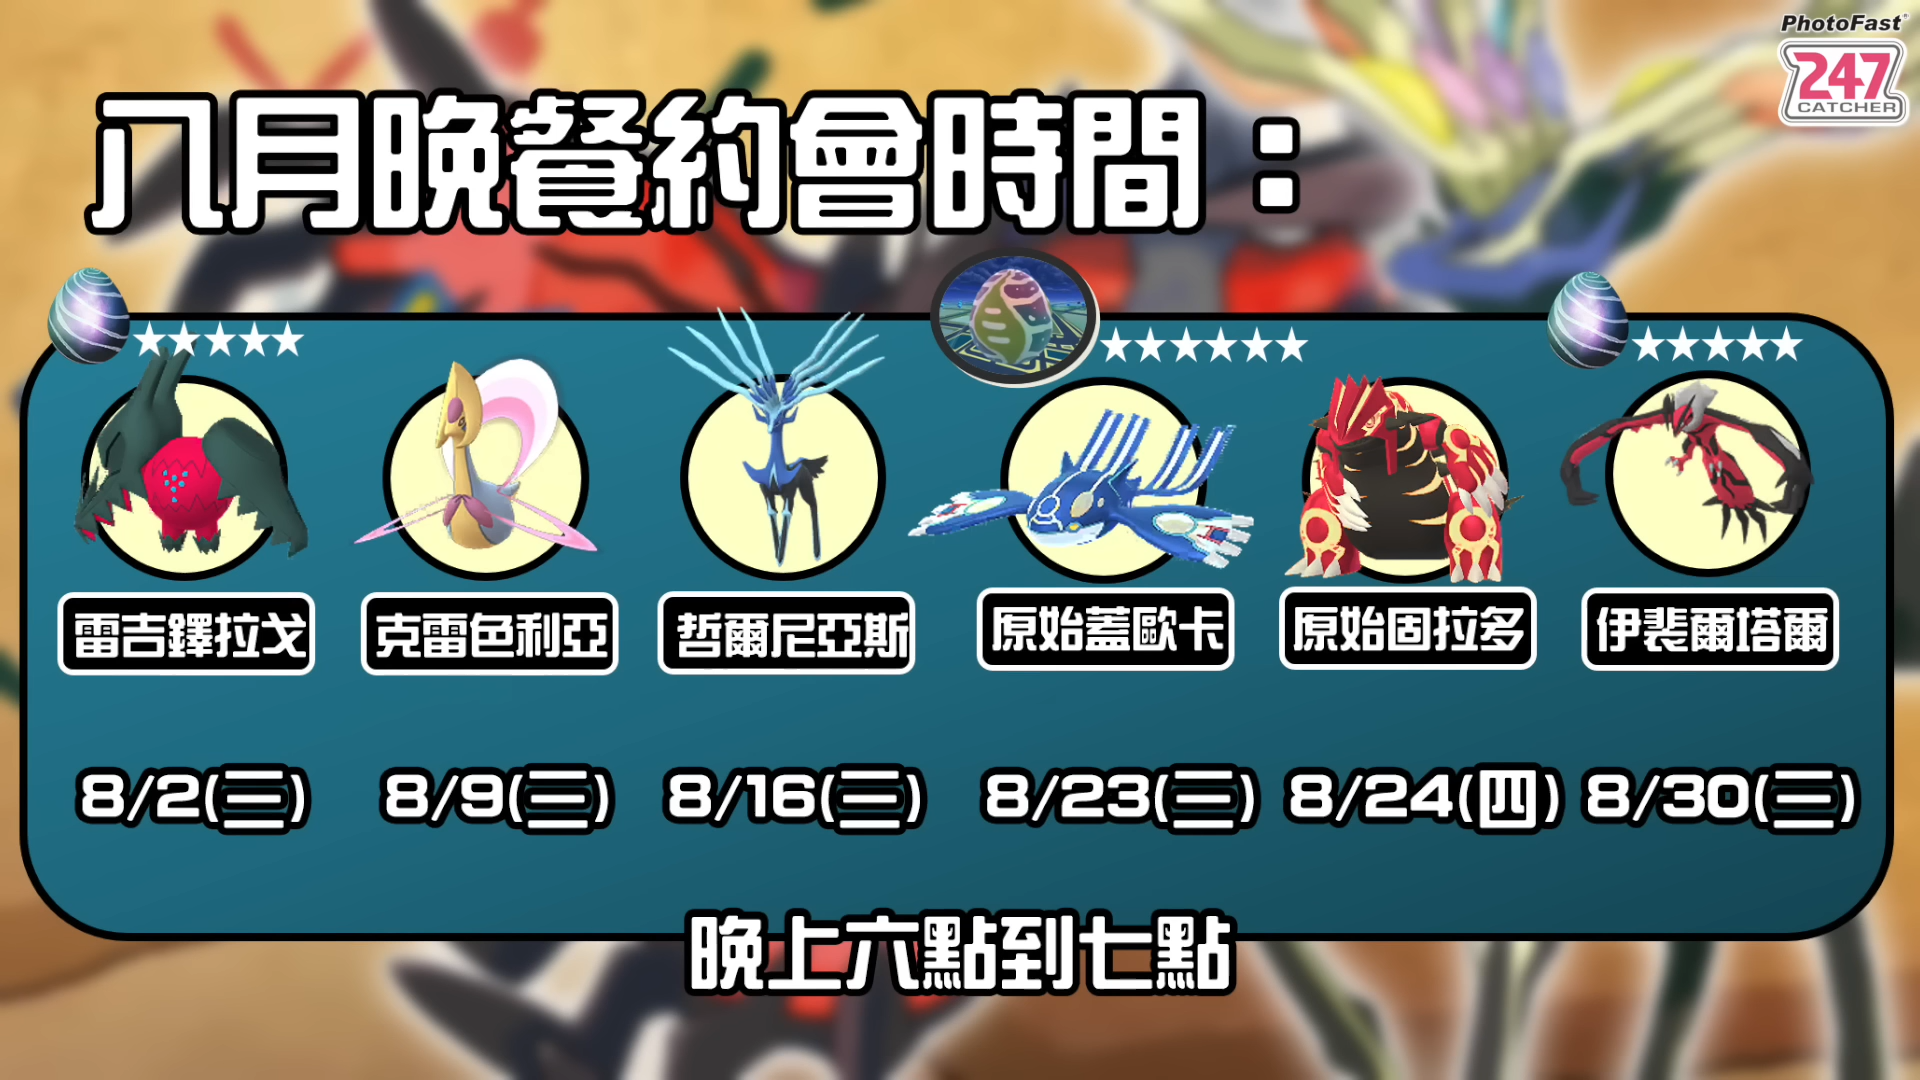 PhotoFast
247
CATCHER
八月晚餐約會時間：
★★★★★
★★★★★★
★★★★★
雷吉鐸拉戈
克雷色利亞
哲爾尼亞斯
原始蓋歐卡
原始固拉多
伊裴爾塔爾
8/2(三)
8/9(三)
8/16(三)
8/23(三)
8/24(四)
8/30(三)
晚上六點到七點